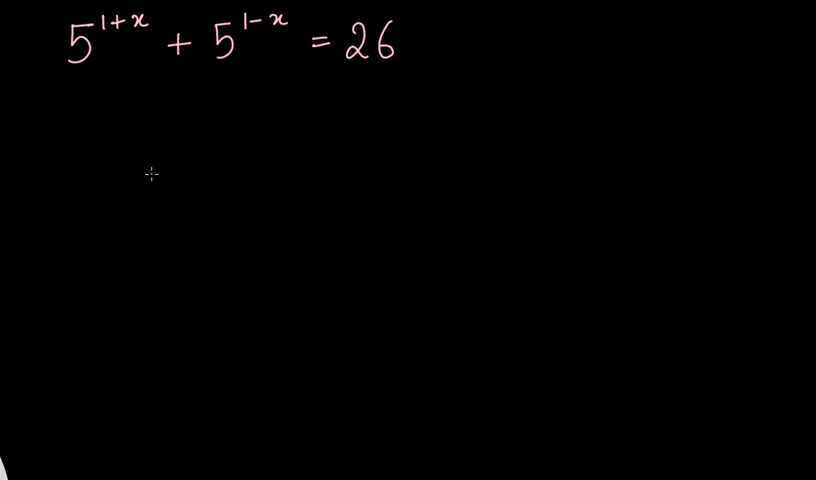 5^{1+x} + 5^{1-x} = 26